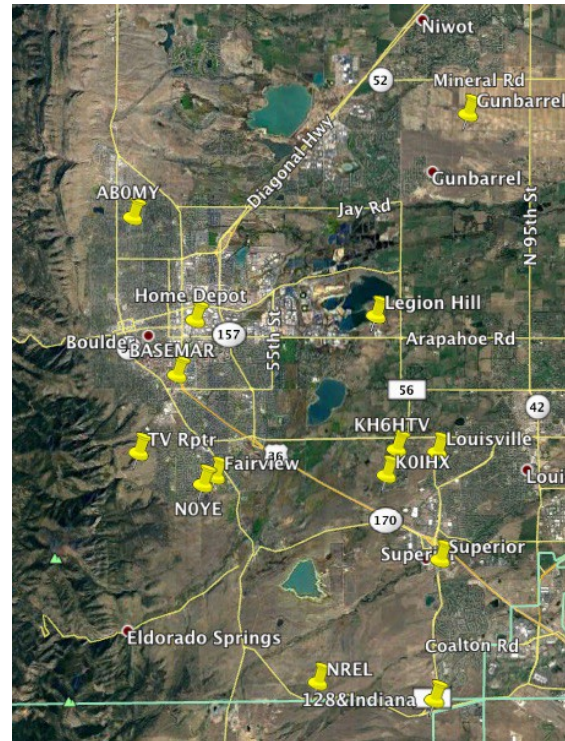 Niwot
52
Mineral Rd
Gunbarrel
Diagonal Hwy
Gunbarrel
AB0MY
Jay Rd
N 95th St
Home Depot
Legion Hill
55th St
157
Arapahoe Rd
Boulder
BASEMAR
56
42
KH6HTV
Louisville
TV Rptr
36
Fairview
K0IHX
Loui
N0YE
170
Superior
Superi
Eldorado Springs
Coalton Rd
NREL
128&Indiana